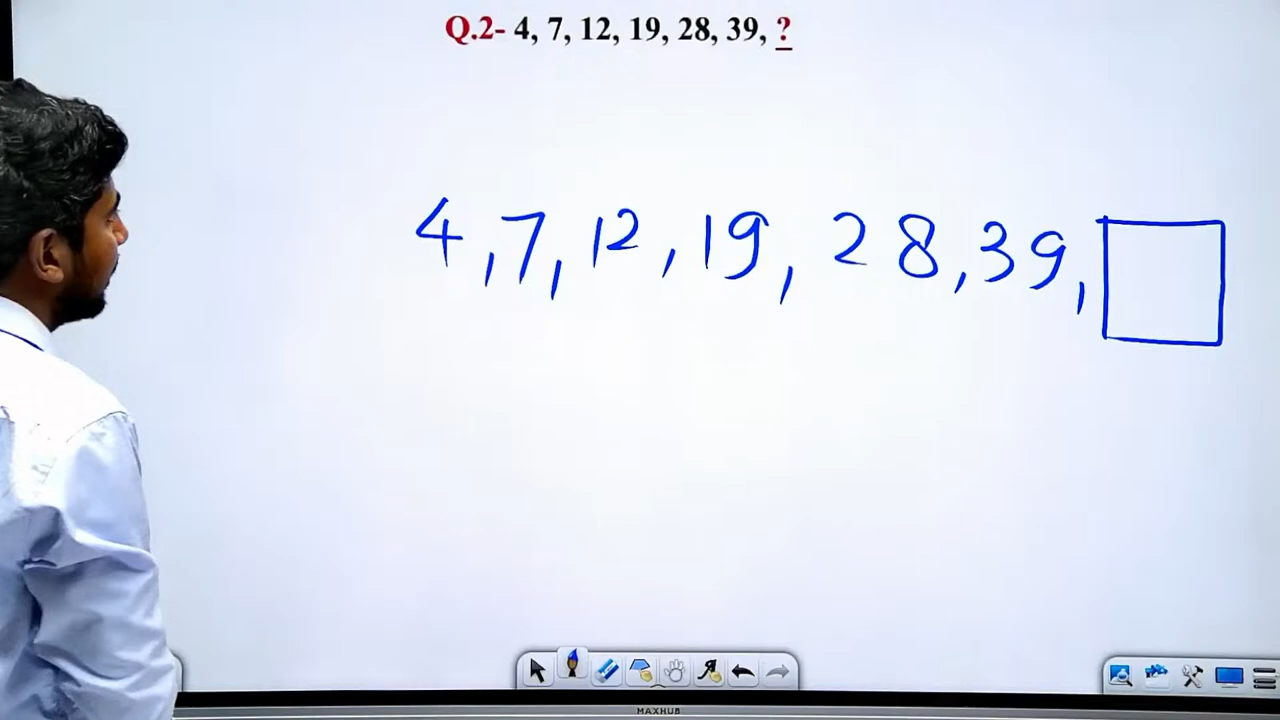 Q.2- 4, 7, 12, 19, 28, 39, ?
4, 7, 12, 19, 28, 39,
MAXHUB